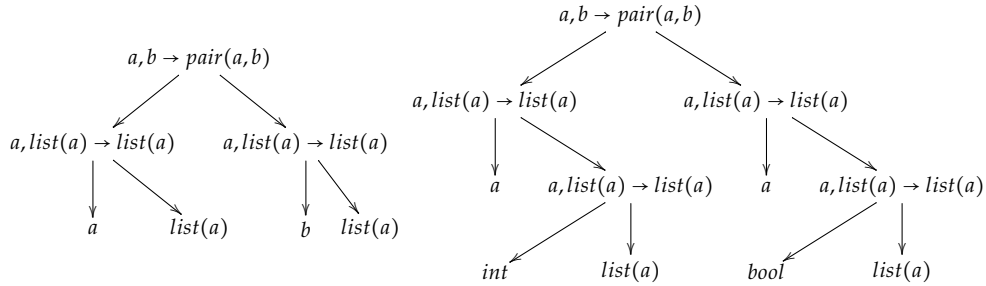 a, b → pair(a, b)
a, list(a) → list(a) a, list(a) → list(a)
a list(a) b list(a)
a, b → pair(a, b)
a, list(a) → list(a) a, list(a) → list(a)
a a, list(a) → list(a) a a, list(a) → list(a)
int list(a) bool list(a)